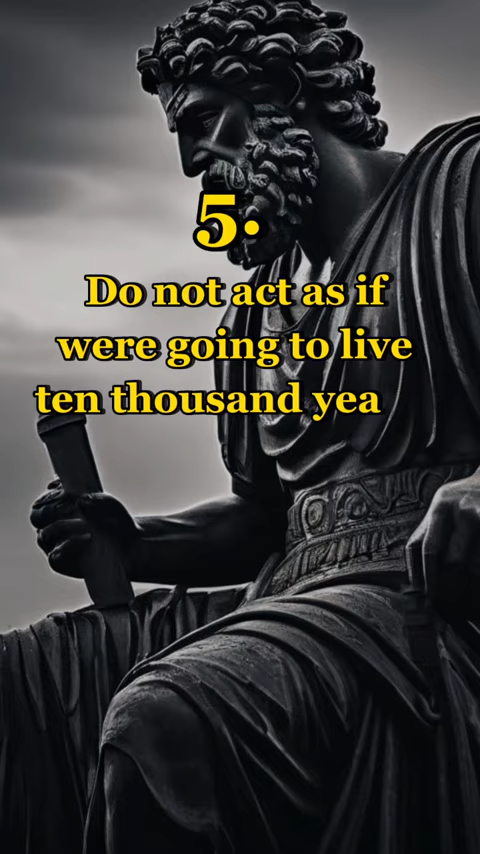 5.
Do not act as if
were going to live
ten thousand yea